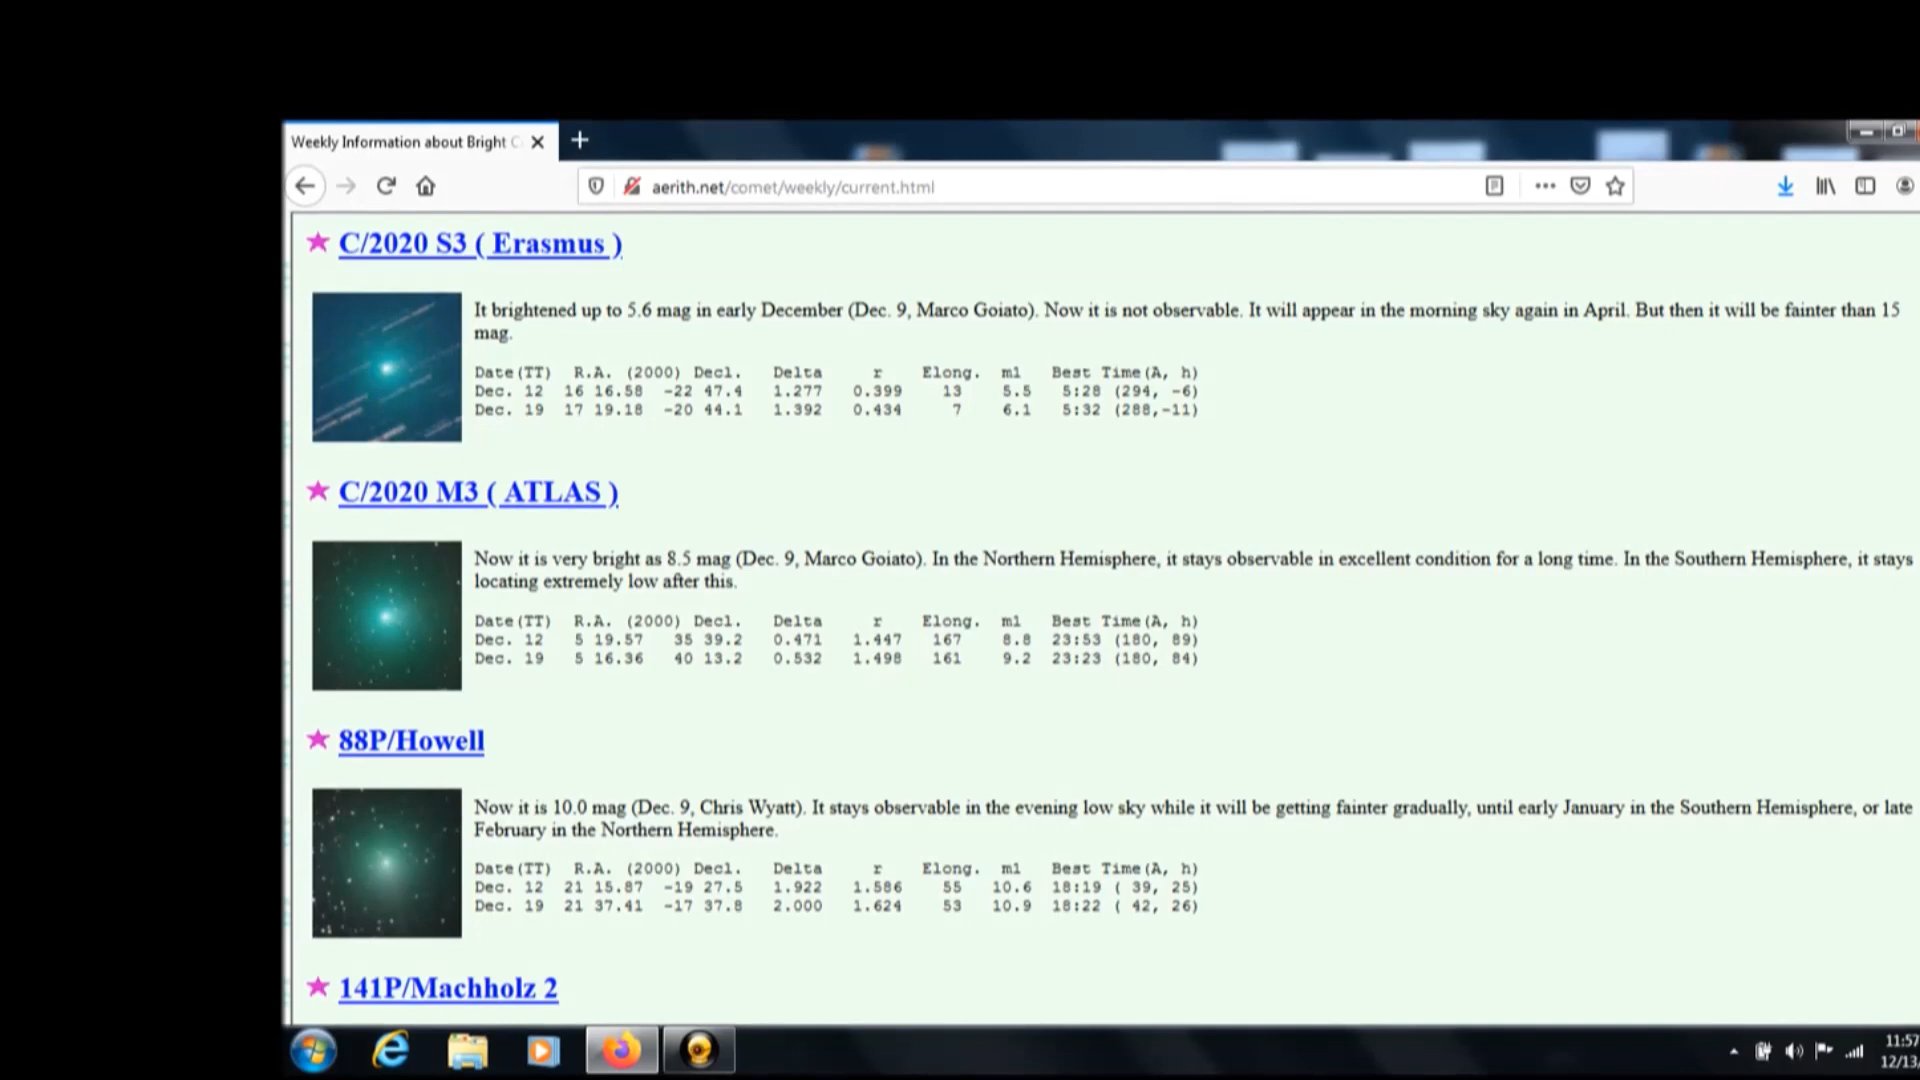 Weekly Information about Bright C
aerith.net/comet/weekly/current.html
C/2020 S3 ( Erasmus )
It brightened up to 5.6 mag in early December (Dec. 9, Marco Goiato). Now it is not observable. It will appear in the morning sky again in April. But then it will be fainter than 15
mag.
Date(TT) R.A. (2000) Decl. Delta r Elong. m1 Best Time(A, h)
Dec. 12 16 16.58 -22 47.4 1.277 0.399 13 5.5 5:28 (294, -6)
Dec. 19 17 19.18 -20 44.1 1.392 0.434 7 6.1 5:32 (288,-11)
C/2020 M3 ( ATLAS )
Now it is very bright as 8.5 mag (Dec. 9, Marco Goiato). In the Northern Hemisphere, it stays observable in excellent condition for a long time. In the Southern Hemisphere, it stays
locating extremely low after this.
Date(TT) R.A. (2000) Decl. Delta r Elong. m1 Best Time(A, h)
Dec. 12 5 19.57 35 39.2 0.471 1.447 167 8.8 23:53 (180, 89)
Dec. 19 5 16.36 40 13.2 0.532 1.498 161 9.2 23:23 (180, 84)
88P/Howell
Now it is 10.0 mag (Dec. 9, Chris Wyatt). It stays observable in the evening low sky while it will be getting fainter gradually, until early January in the Southern Hemisphere, or late
February in the Northern Hemisphere.
Date(TT) R.A. (2000) Decl. Delta r Elong. m1 Best Time(A, h)
Dec. 12 21 15.87 -19 27.5 1.922 1.586 55 10.6 18:19 ( 39, 25)
Dec. 19 21 37.41 -17 37.8 2.000 1.624 53 10.9 18:22 ( 42, 26)
141P/Machholz 2
11:57
12/13/